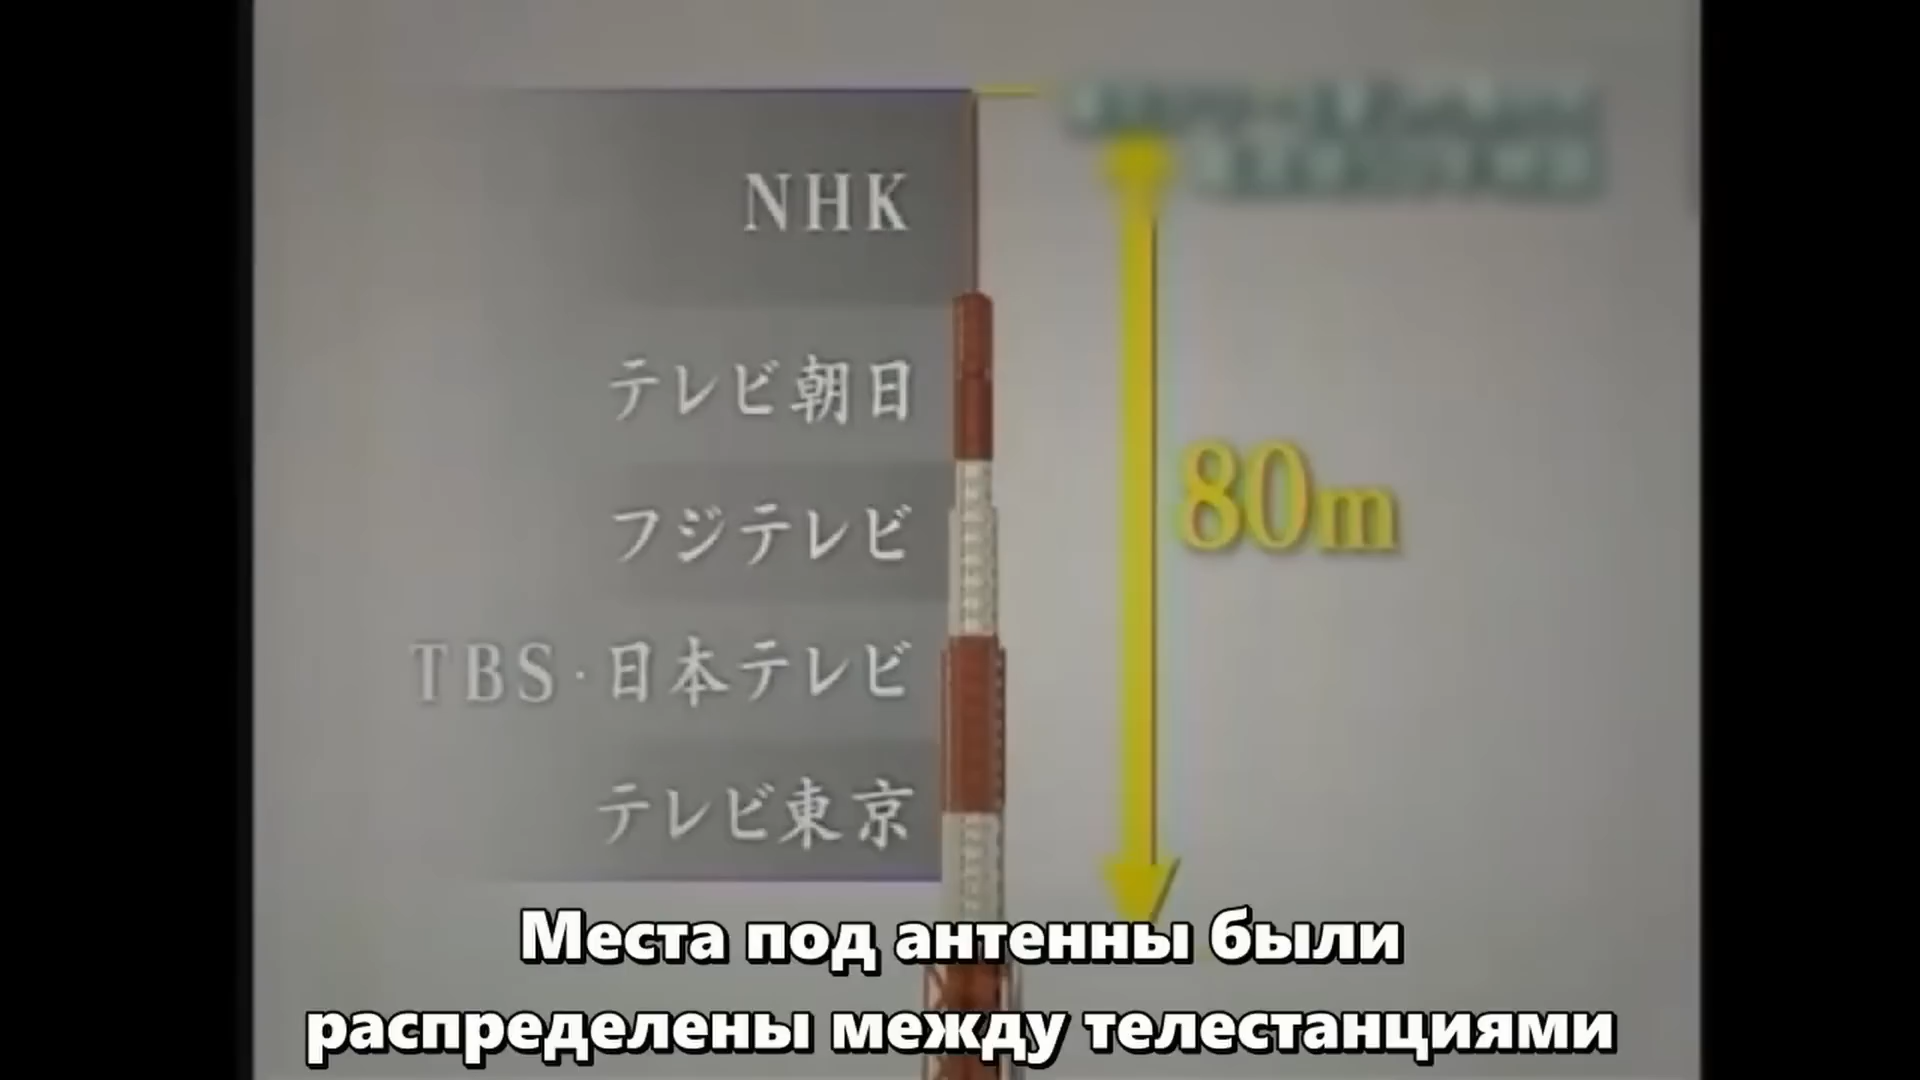 NHK
テレビ朝日
フジテレビ
TBS·日本テレビ
テレビ東京
80m
Места под антенны были
распределены между телестанциями